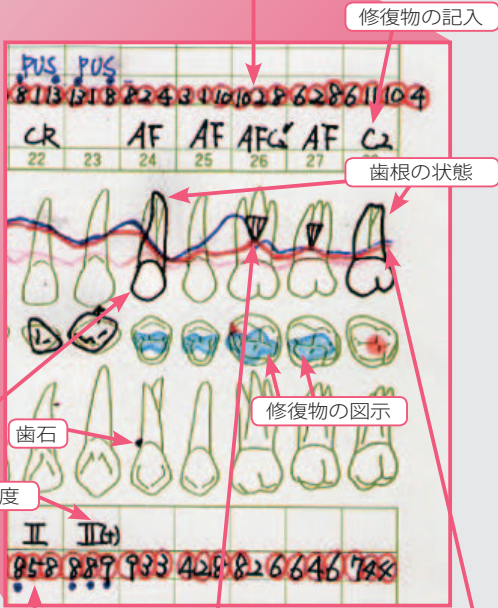 修復物の記入
PUS PUS
8 11 3 13 1 8 8 2 4 3 1 10 10 2 8 6 2 8 6 11 10 4
CR AF AF AF AF C2
22 23 24 25 26 27
歯根の状態
修復物の図示
歯石
度
II III(+)
8 5 8 8 8 9 9 3 3 4 2 8 8 2 6 6 4 6 7 4 4